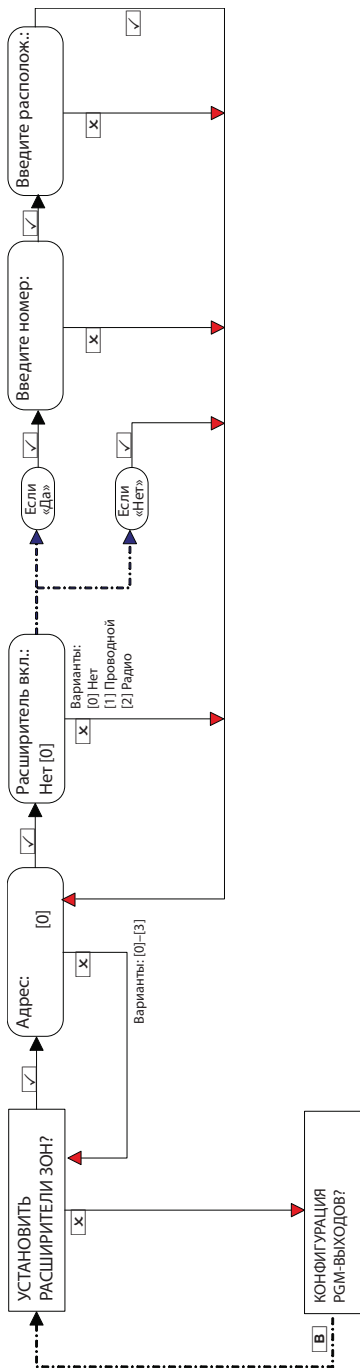 УСТАНОВИТЬ
РАСШИРИТЕЛИ ЗОН?
Адрес:
[0]
Варианты: [0]–[3]
Расширитель вкл.:
Нет [0]
Варианты:
[0] Нет
[1] Проводной
[2] Радио
Если
«Да»
Если
«Нет»
Введите номер:
Введите располож.:
КОНФИГУРАЦИЯ
PGM-ВЫХОДОВ?
B